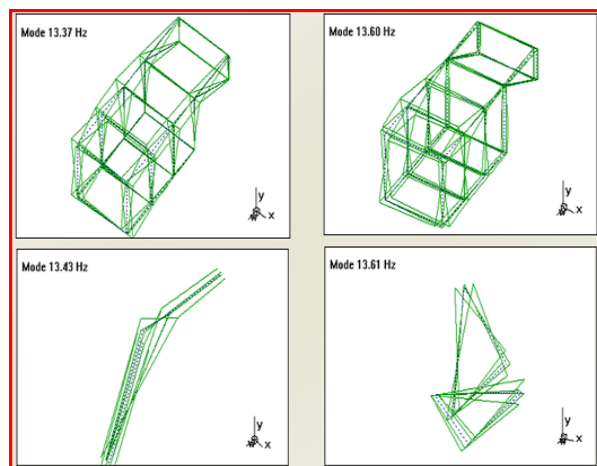 Mode 13.37 Hz
y
x
Mode 13.60 Hz
y
x
Mode 13.43 Hz
y
x
Mode 13.61 Hz
y
x